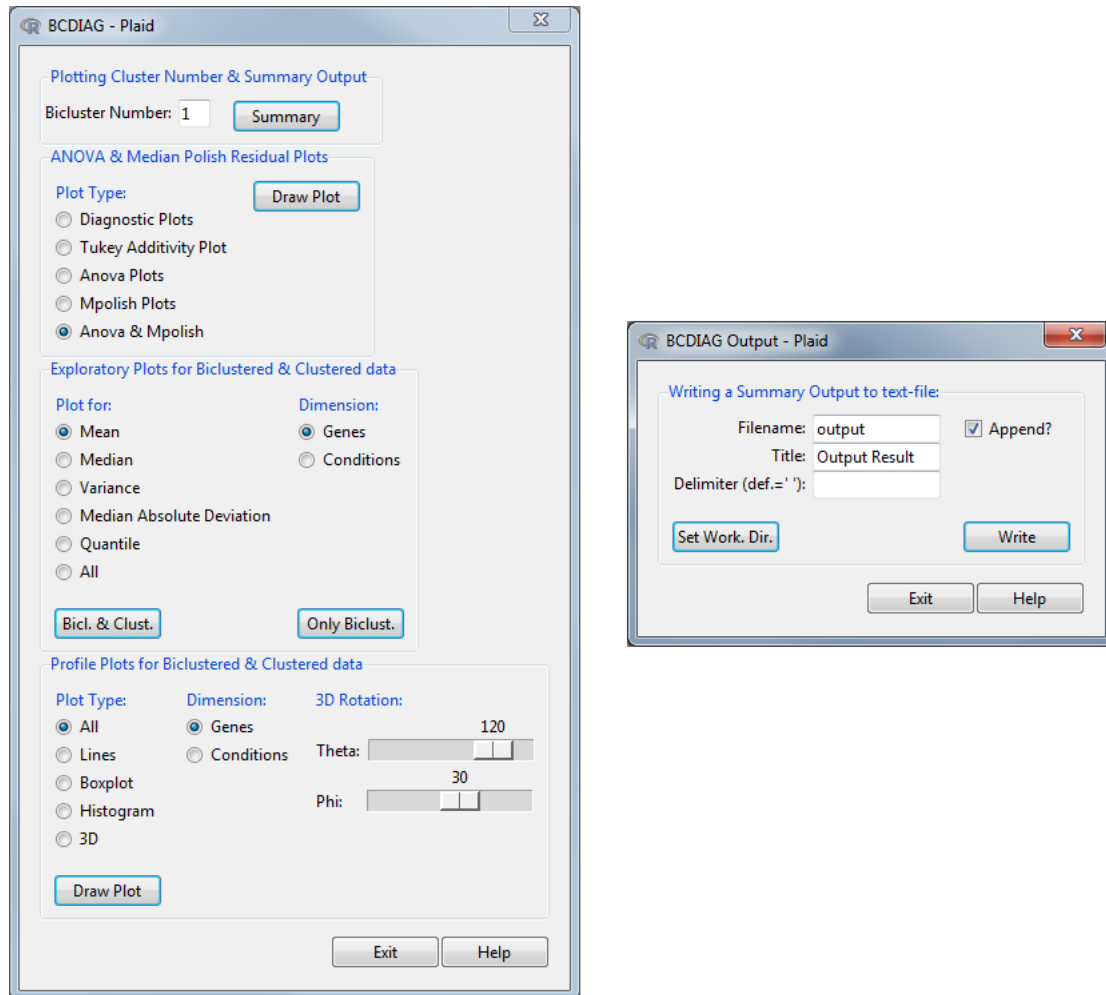 BCDIAG - Plaid
Plotting Cluster Number & Summary Output
Bicluster Number: 1 Summary
ANOVA & Median Polish Residual Plots
Plot Type: Draw Plot
Diagnostic Plots
Tukey Additivity Plot
Anova Plots
Mpolish Plots
Anova & Mpolish
Exploratory Plots for Biclustered & Clustered data
Plot for: Dimension:
Mean Genes
Median Conditions
Variance
Median Absolute Deviation
Quantile
All
Bicl. & Clust. Only Biclust.
Profile Plots for Biclustered & Clustered data
Plot Type: Dimension: 3D Rotation:
All Genes 120
Lines Conditions Theta:
Boxplot 30
Histogram Phi:
3D
Draw Plot
Exit Help
BCDIAG Output - Plaid
Writing a Summary Output to text-file:
Filename: output Append?
Title: Output Result
Delimiter (def.=' '):
Set Work. Dir. Write
Exit Help